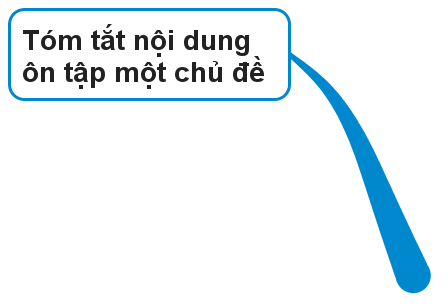 Tóm tắt nội dung
ôn tập một chủ đề